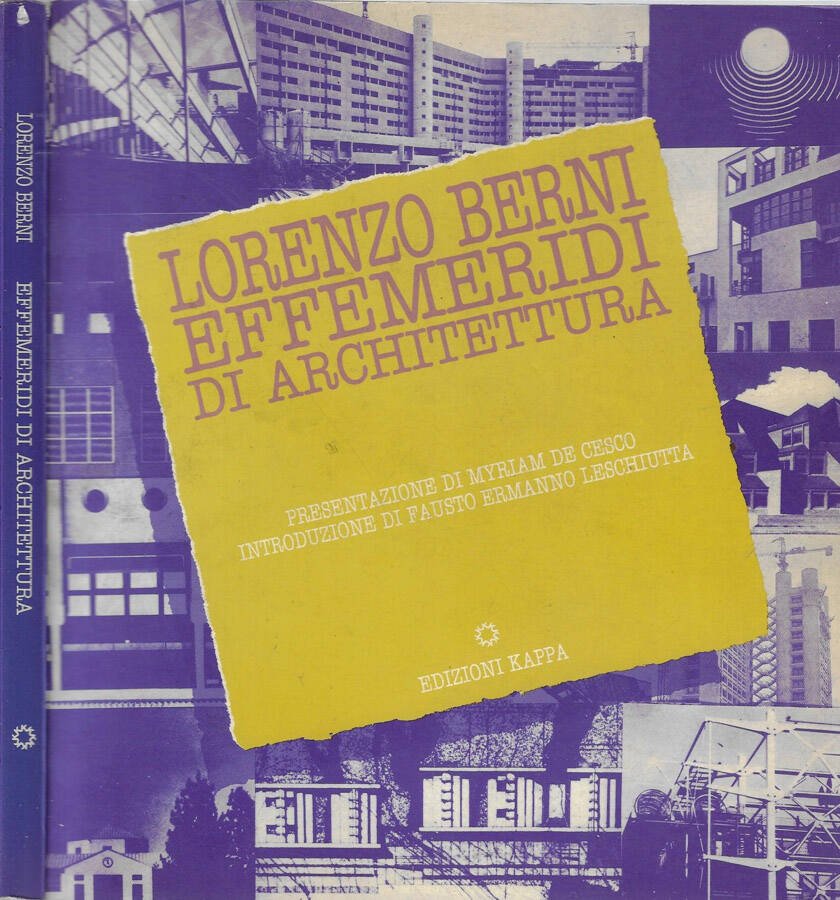 LORENZO BERNI EFFEMERIDI DI ARCHITETTURA
LORENZO BERNI
EFFEMERIDI
DI ARCHITETTURA
PRESENTAZIONE DI MYRIAM DE CESCO
INTRODUZIONE DI FAUSTO ERMANNO LESCHIUTTA
EDIZIONI KAPPA